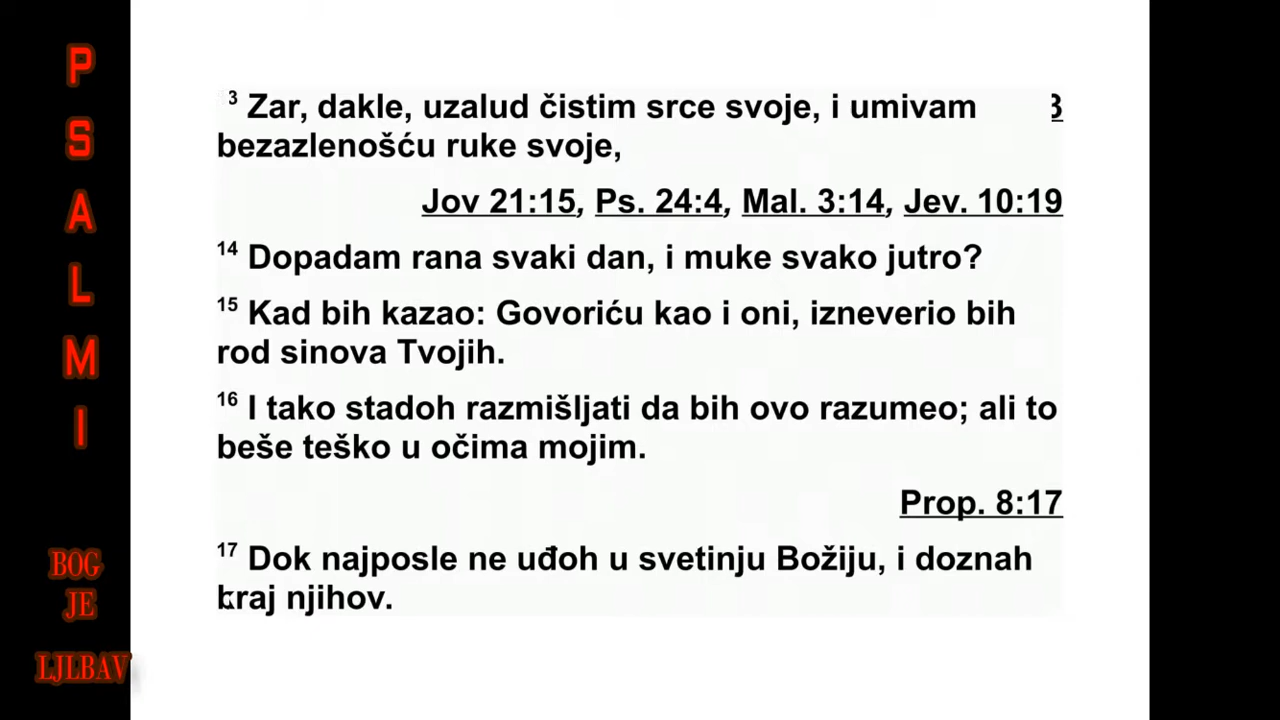 P
S
A
L
M
I
BOG
JE
LJLBAV
3 Zar, dakle, uzalud čistim srce svoje, i umivam
bezazlenošću ruke svoje,
Jov 21:15, Ps. 24:4, Mal. 3:14, Jev. 10:19
14 Dopadam rana svaki dan, i muke svako jutro?
15 Kad bih kazao: Govoriću kao i oni, izneverio bih
rod sinova Tvojih.
16 I tako stadoh razmišljati da bih ovo razumeo; ali to
beše teško u očima mojim.
Prop. 8:17
17 Dok najposle ne uđoh u svetinju Božiju, i doznah
kraj njihov.